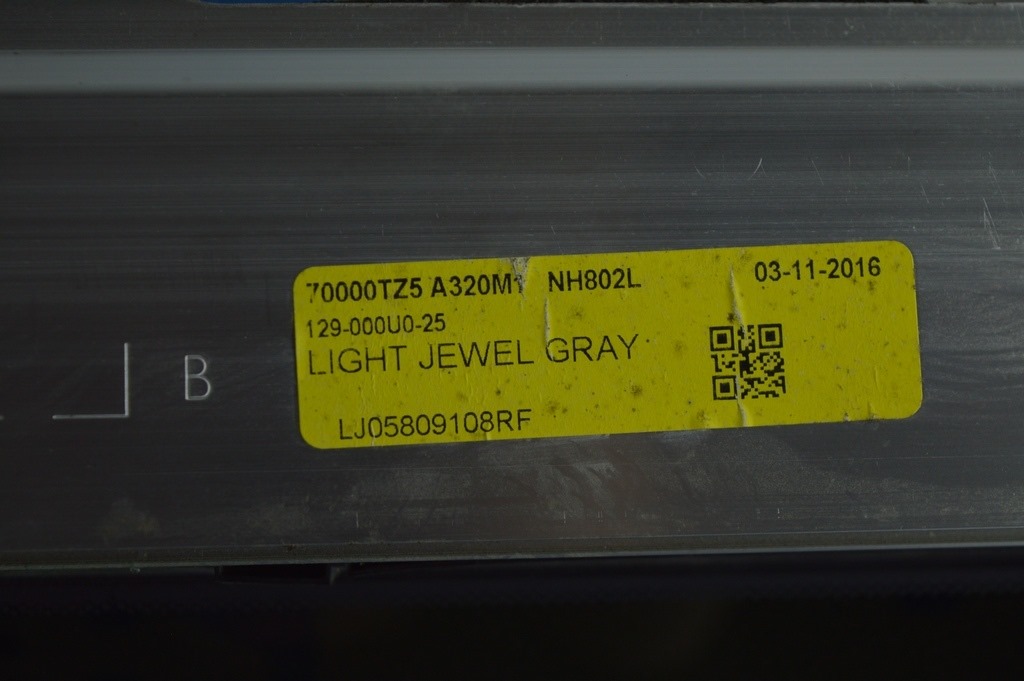 70000TZ5 A320M1 NH802L 03-11-2016
129-000U0-25
LIGHT JEWEL GRAY
LJ05809108RF
B